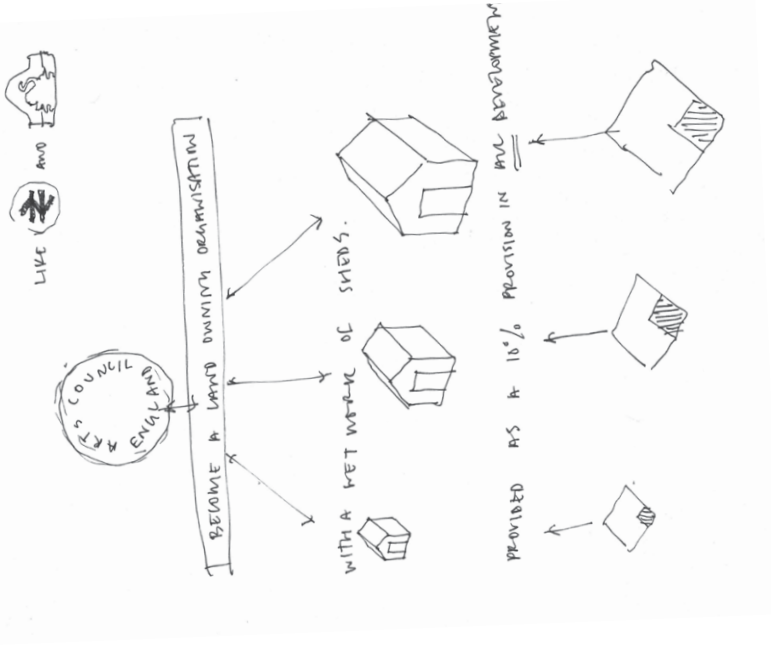 ARTS COUNCIL
ENGLAND
LIKE AND
BECOME A LAND OWNING ORGANISATION
WITH A NETWORK OF SHEDS.
PROVIDED AS A 10% PROVISION IN ALL DEVELOPMEN